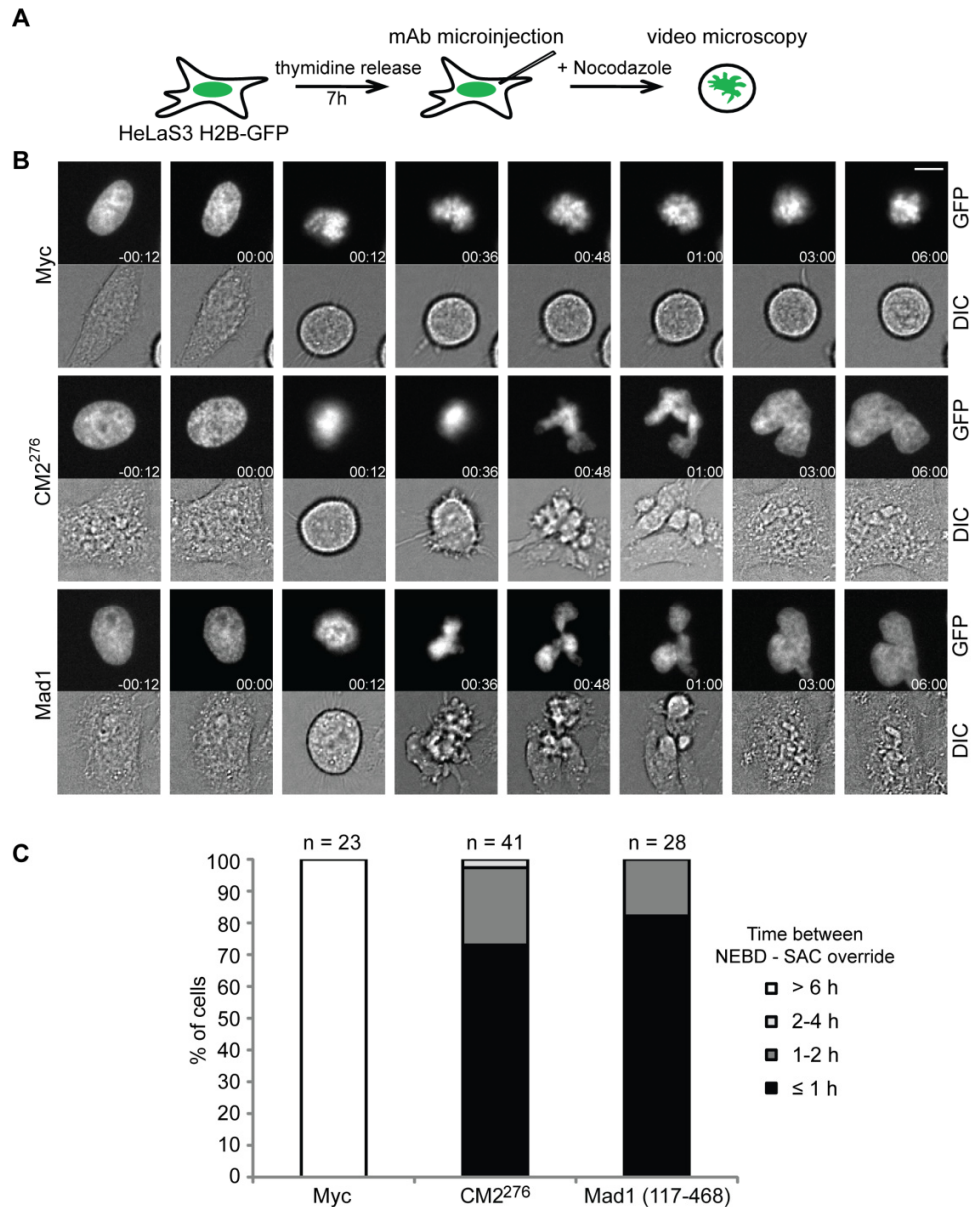 A
HeLaS3 H2B-GFP
thymidine release
7h
mAb microinjection
+ Nocodazole
video microscopy
B
Myc
GFP
-00:12 00:00 00:12 00:36 00:48 01:00 03:00 06:00
DIC
CM2²⁷⁶
GFP
-00:12 00:00 00:12 00:36 00:48 01:00 03:00 06:00
DIC
Mad1
GFP
-00:12 00:00 00:12 00:36 00:48 01:00 03:00 06:00
DIC
C
n = 23 n = 41 n = 28
% of cells
100
90
80
70
60
50
40
30
20
10
0
Myc CM2²⁷⁶ Mad1 (117-468)
Time between
NEBD - SAC override
> 6 h
2-4 h
1-2 h
≤ 1 h